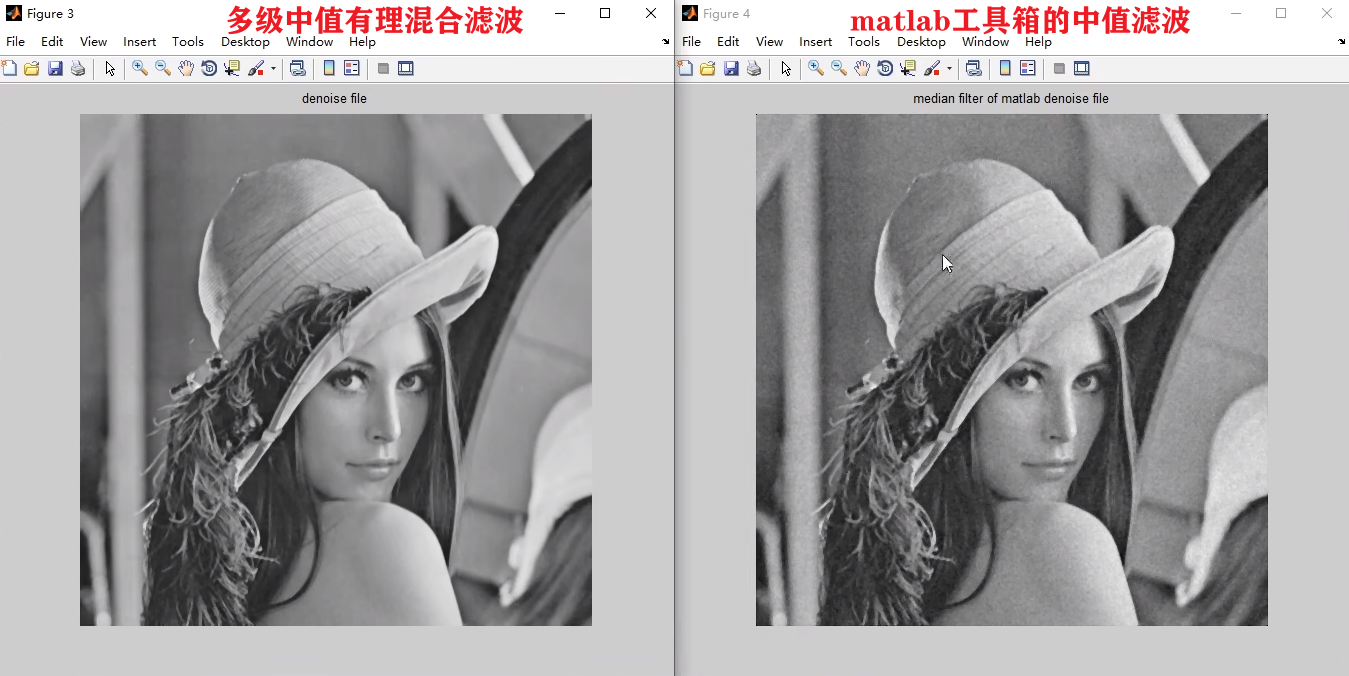 Figure 3
多级中值有理混合滤波
File Edit View Insert Tools Desktop Window Help
denoise file
Figure 4
matlab工具箱的中值滤波
File Edit View Insert Tools Desktop Window Help
median filter of matlab denoise file